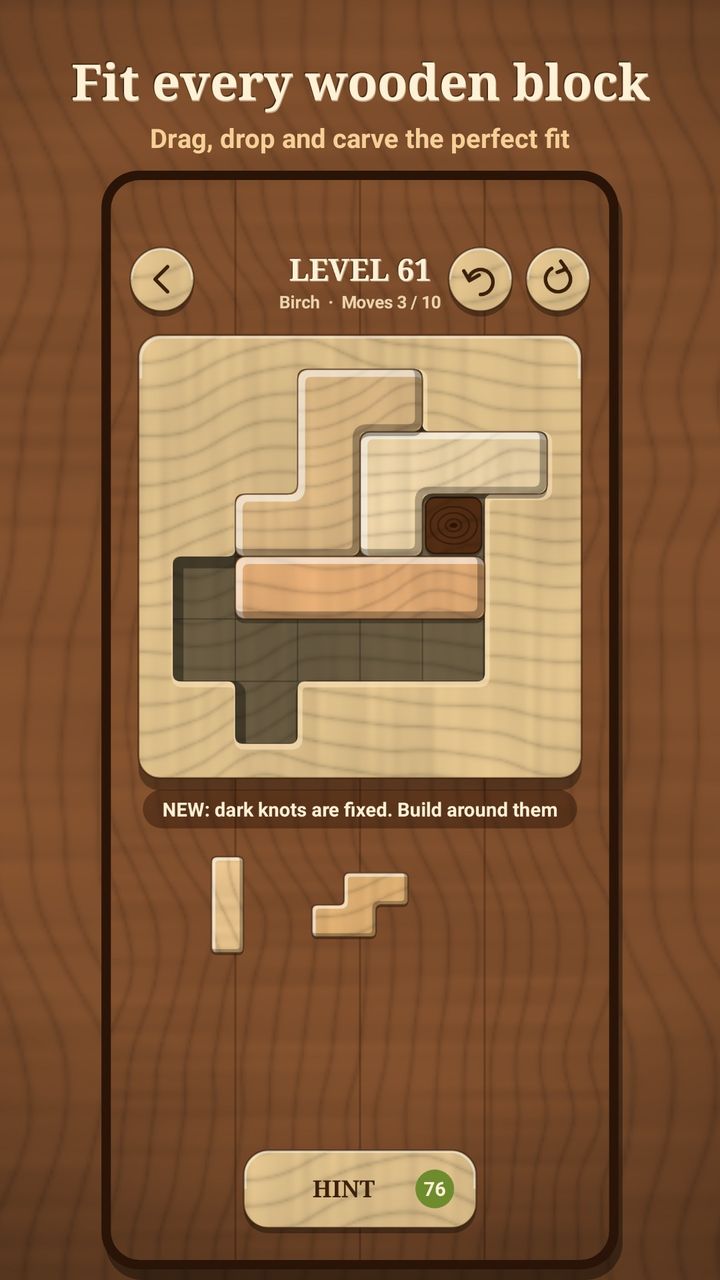 Fit every wooden block
Drag, drop and carve the perfect fit
LEVEL 61
Birch · Moves 3 / 10
NEW: dark knots are fixed. Build around them
HINT 76